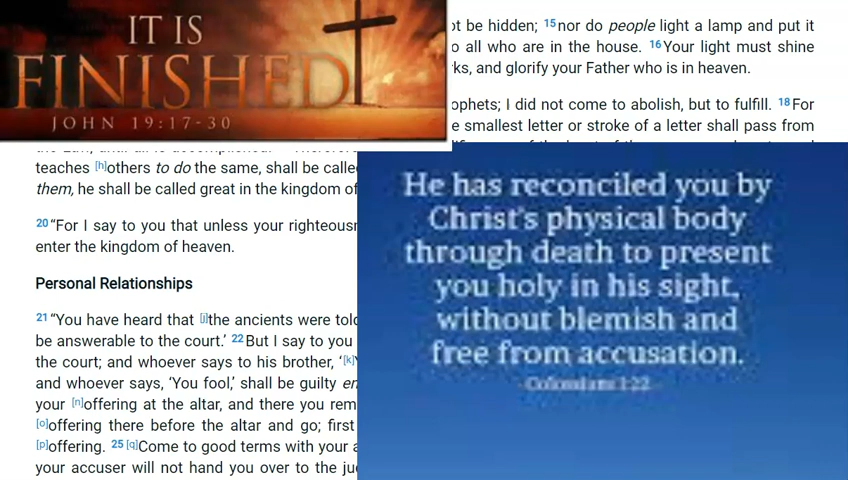 IT IS
FINISHED
JOHN 19:17-30
ot be hidden; 15 nor do people light a lamp and put it
o all who are in the house. 16 Your light must shine
rks, and glorify your Father who is in heaven.
ophets; I did not come to abolish, but to fulfill. 18 For
e smallest letter or stroke of a letter shall pass from
teaches [h]others to do the same, shall be called
them, he shall be called great in the kingdom of
20 “For I say to you that unless your righteousn
enter the kingdom of heaven.
Personal Relationships
21 “You have heard that [j]the ancients were told
be answerable to the court.’ 22 But I say to you
the court; and whoever says to his brother, ‘[k]Y
and whoever says, ‘You fool,’ shall be guilty en
your [n]offering at the altar, and there you rem
[o]offering there before the altar and go; first
[p]offering. 25 [q]Come to good terms with your a
your accuser will not hand you over to the ju
He has reconciled you by
Christ's physical body
through death to present
you holy in his sight,
without blemish and
free from accusation.
Colossians 1:22